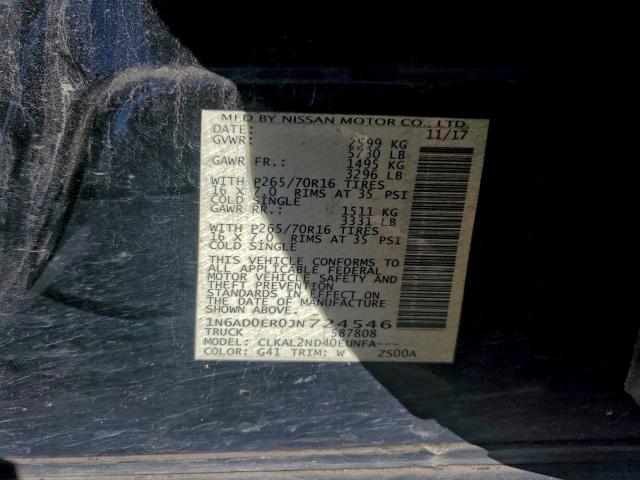 MFD BY NISSAN MOTOR CO., LTD.
DATE: 11/17
GVWR: 2599 KG
5730 LB
GAWR FR.: 1495 KG
3296 LB
WITH P265/70R16 TIRES
16 X 7.0 RIMS AT 35 PSI
COLD SINGLE
GAWR RR.: 1511 KG
3331 LB
WITH P265/70R16 TIRES
16 X 7.0 RIMS AT 35 PSI
COLD SINGLE
THIS VEHICLE CONFORMS TO
ALL APPLICABLE FEDERAL
MOTOR VEHICLE SAFETY AND
THEFT PREVENTION
STANDARDS IN EFFECT ON
THE DATE OF MANUFACTURE
SHOWN ABOVE.
1N6AD0ER0JN724546
TRUCK 587808
MODEL: CLKAL2ND40EUNFA---
COLOR: G41 TRIM: W ZS00A